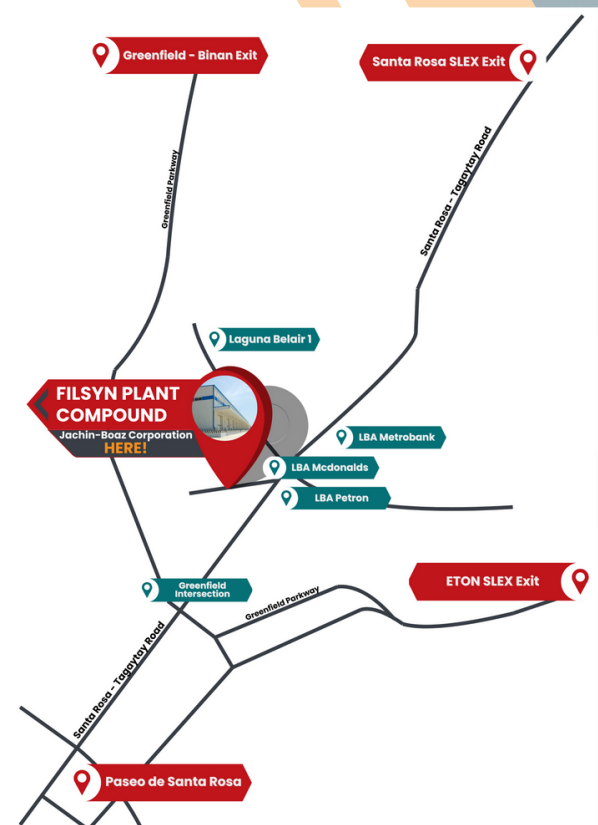 Greenfield - Binan Exit
Santa Rosa SLEX Exit
Greenfield Parkway
Santa Rosa - Tagaytay Road
Laguna Belair 1
FILSYN PLANT
COMPOUND
Jachin-Boaz Corporation
HERE!
LBA Metrobank
LBA Mcdonalds
LBA Petron
Greenfield
Intersection
ETON SLEX Exit
Greenfield Parkway
Santa Rosa - Tagaytay Road
Paseo de Santa Rosa